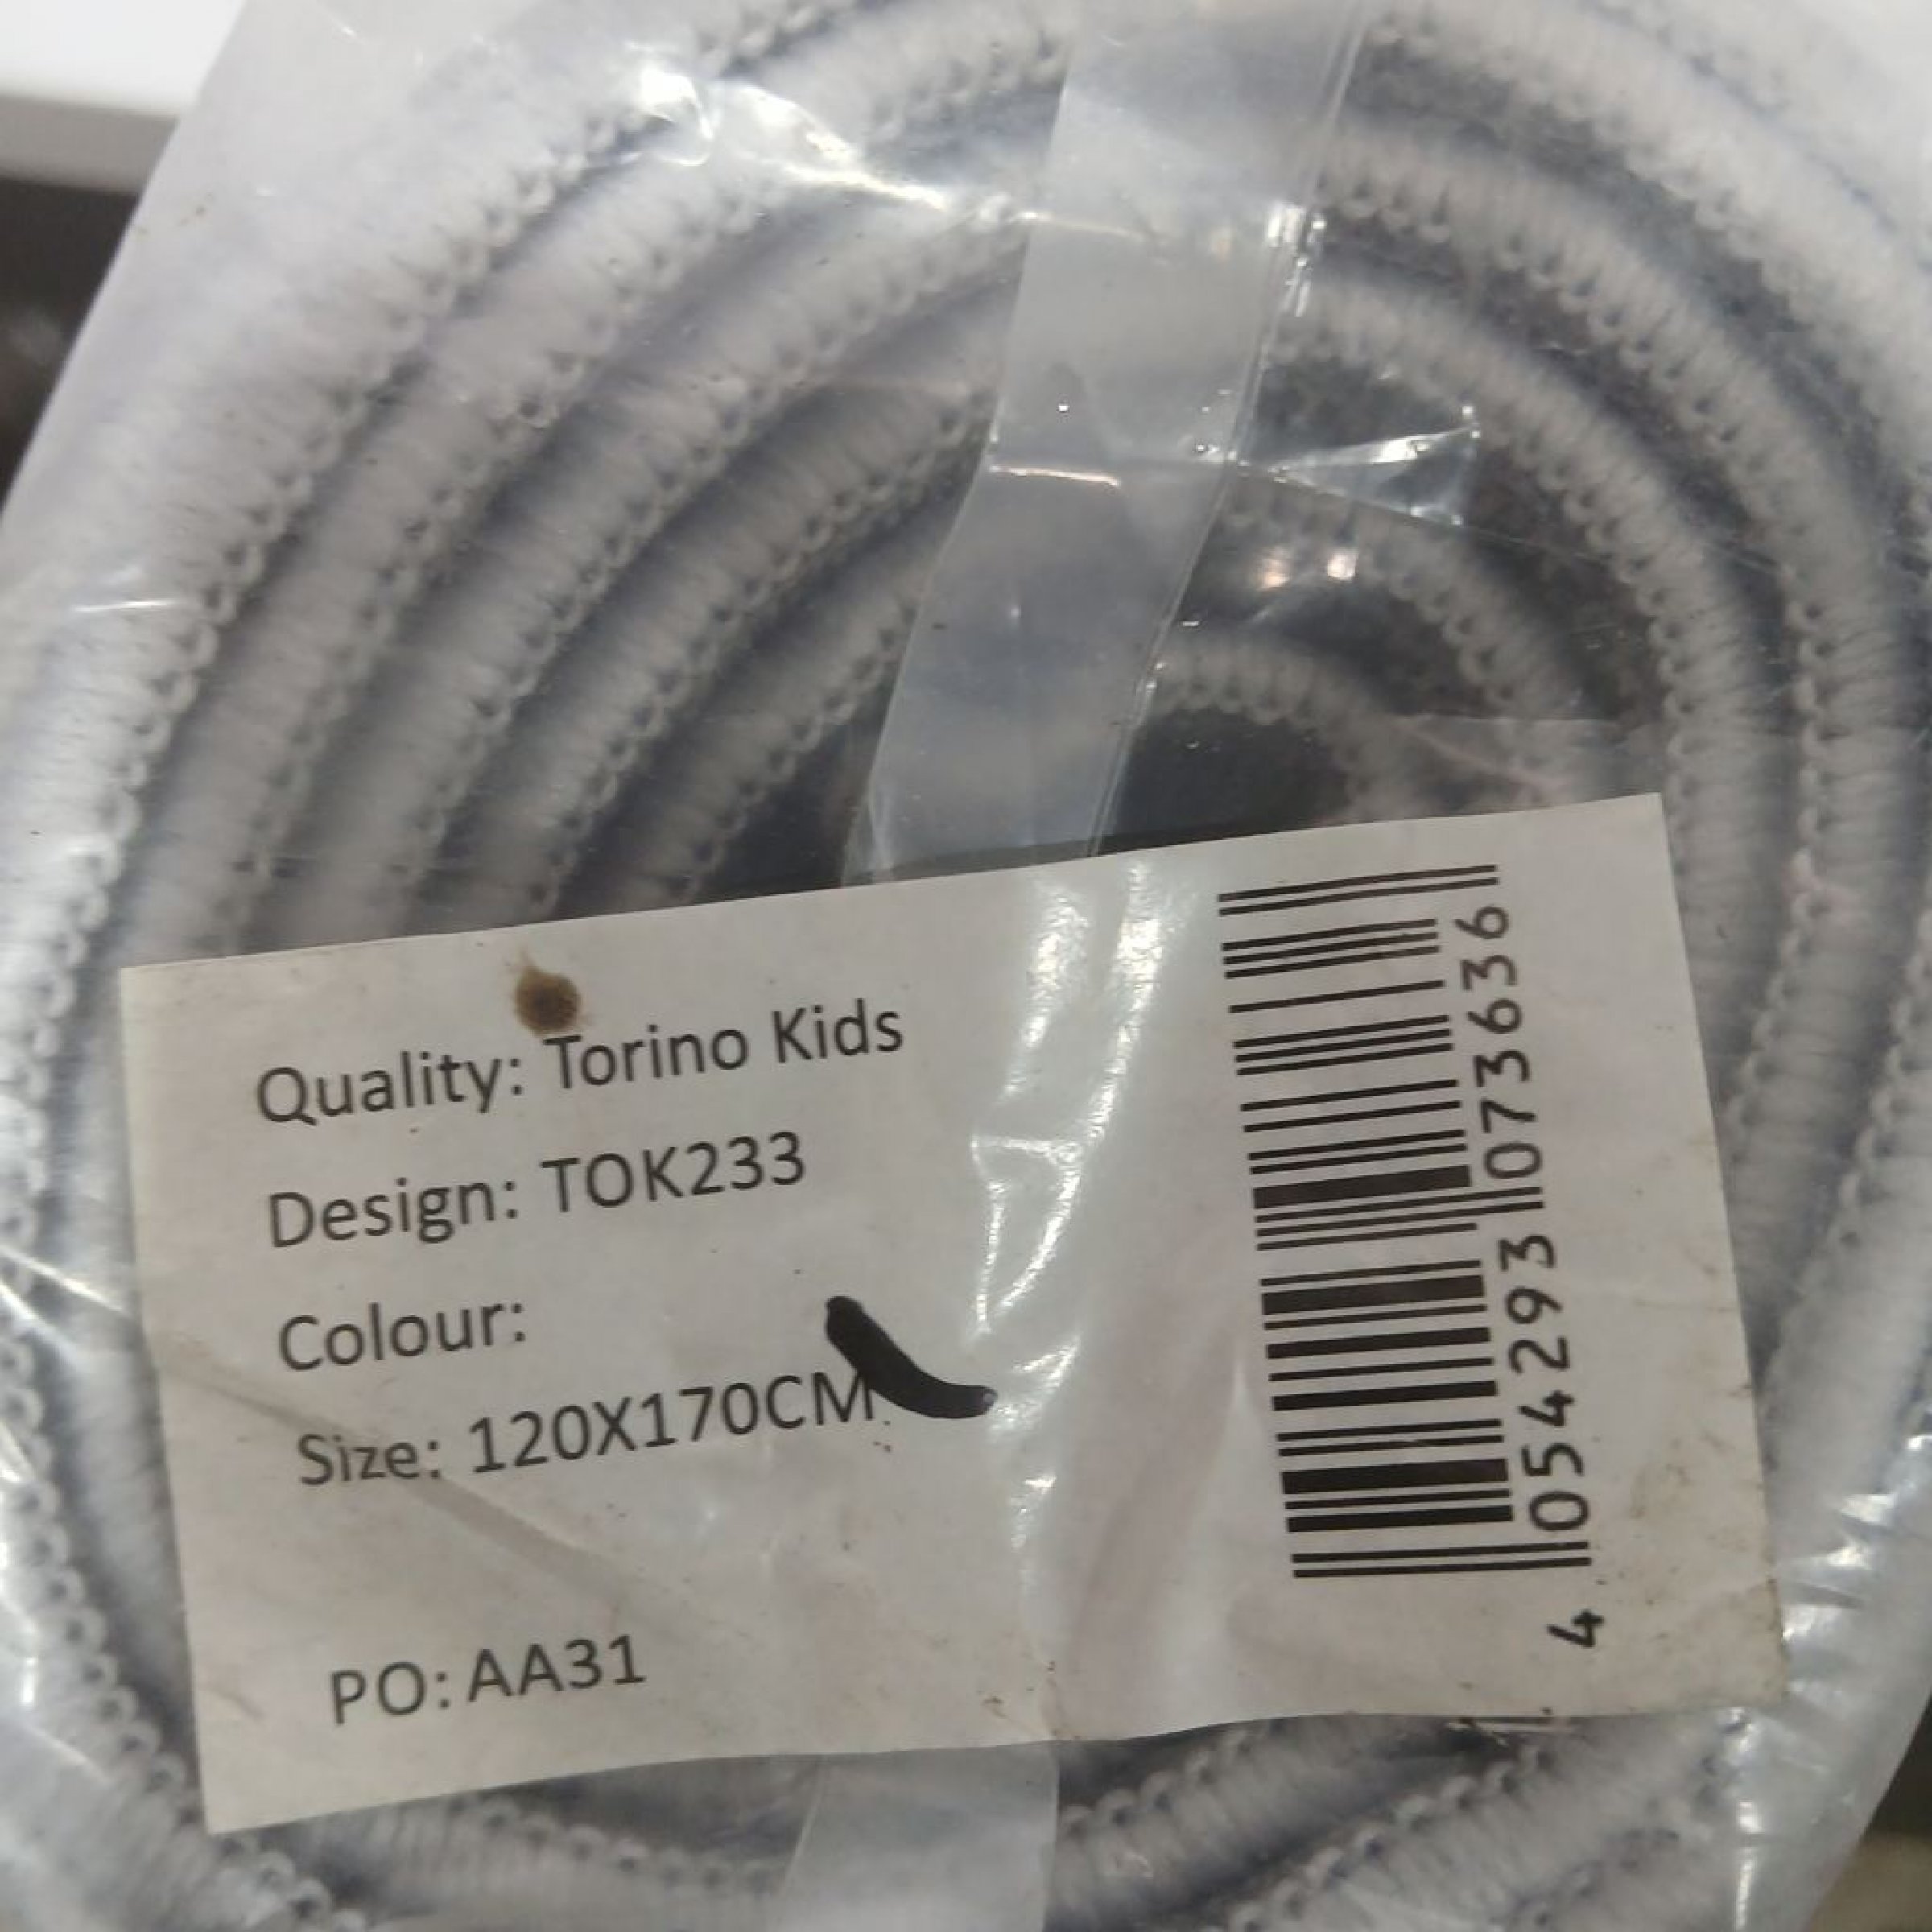 Quality: Torino Kids
Design: TOK233
Colour:
Size: 120X170CM
PO: AA31
4 054293 073636